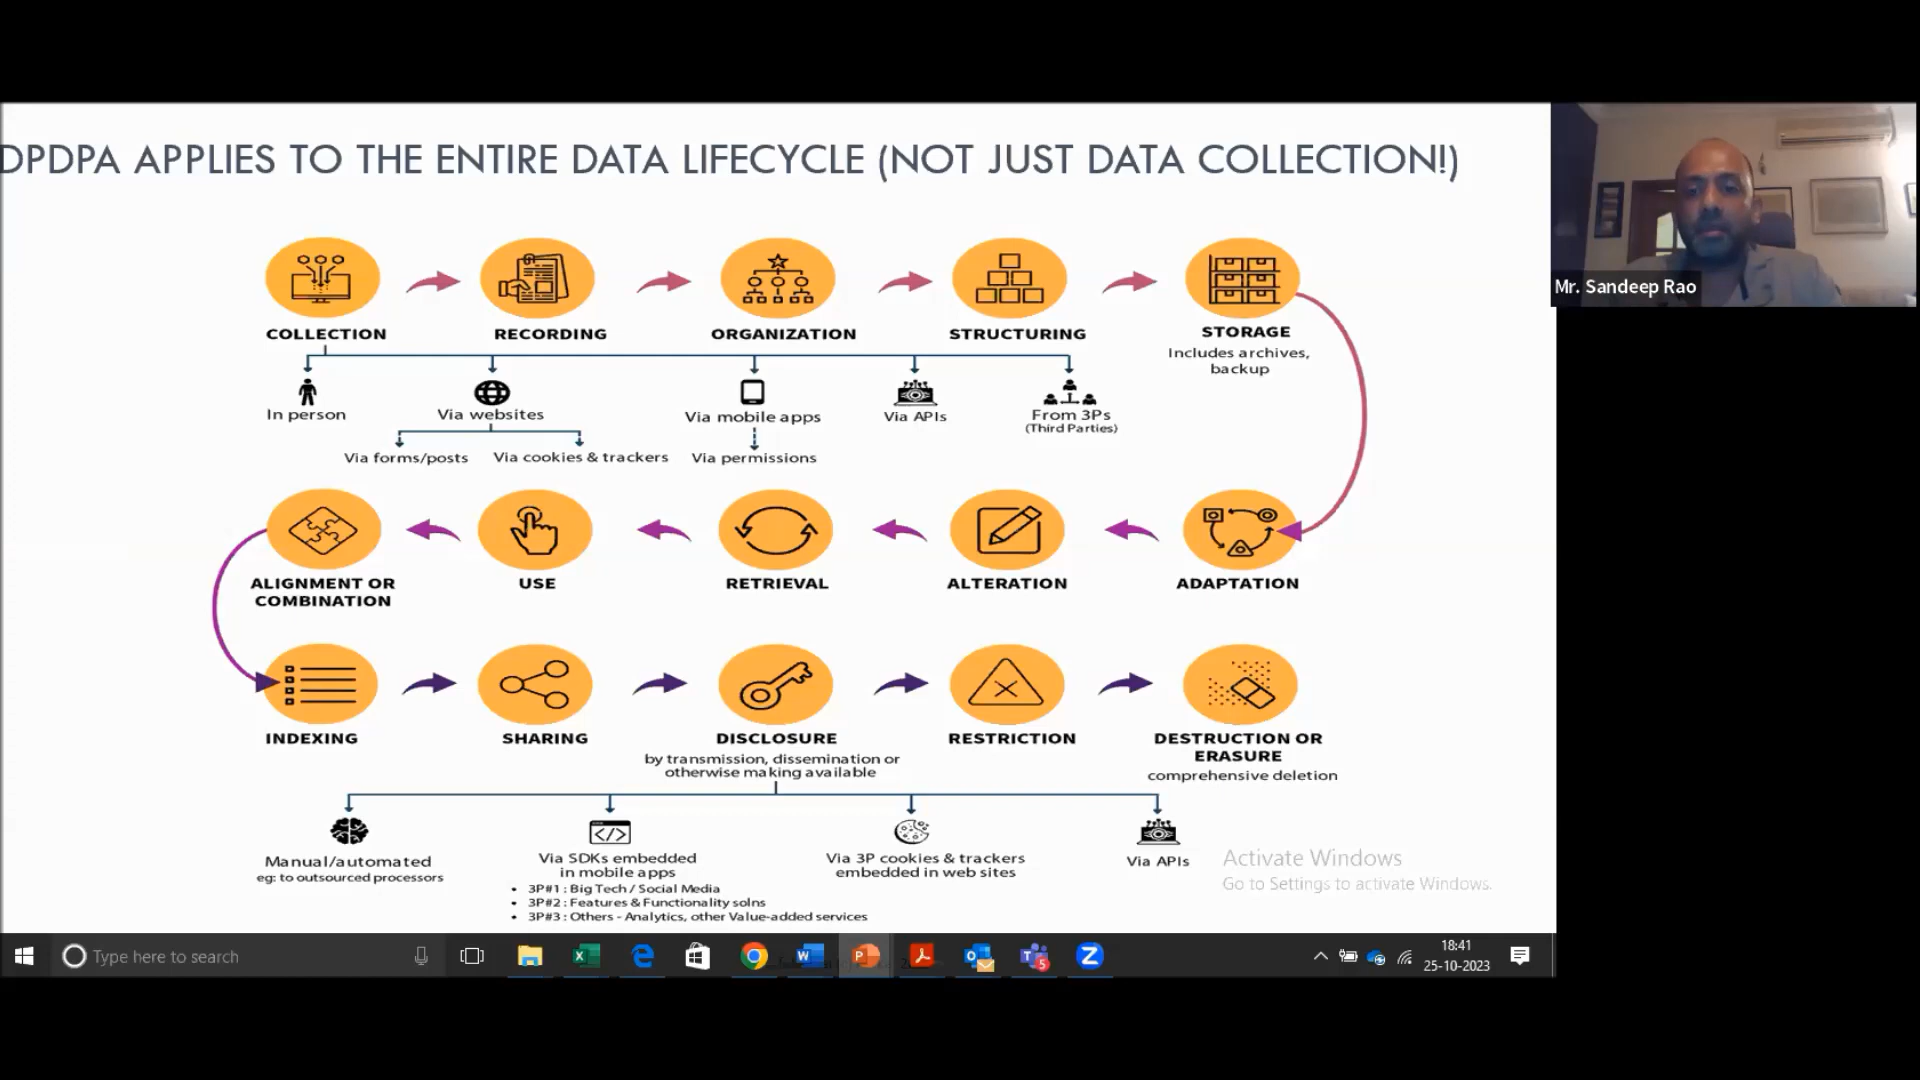 DPDPA APPLIES TO THE ENTIRE DATA LIFECYCLE (NOT JUST DATA COLLECTION!)
Mr. Sandeep Rao
COLLECTION
RECORDING
ORGANIZATION
STRUCTURING
STORAGE
Includes archives,
backup
In person
Via websites
Via mobile apps
Via APIs
From 3Ps
(Third Parties)
Via forms/posts
Via cookies & trackers
Via permissions
ALIGNMENT OR
COMBINATION
USE
RETRIEVAL
ALTERATION
ADAPTATION
INDEXING
SHARING
DISCLOSURE
by transmission, dissemination or
otherwise making available
RESTRICTION
DESTRUCTION OR
ERASURE
comprehensive deletion
Manual/automated
eg: to outsourced processors
Via SDKs embedded
in mobile apps
• 3P#1 : Big Tech / Social Media
• 3P#2 : Features & Functionality solns
• 3P#3 : Others - Analytics, other Value-added services
Via 3P cookies & trackers
embedded in web sites
Via APIs
Activate Windows
Go to Settings to activate Windows.
Type here to search
18:41
25-10-2023